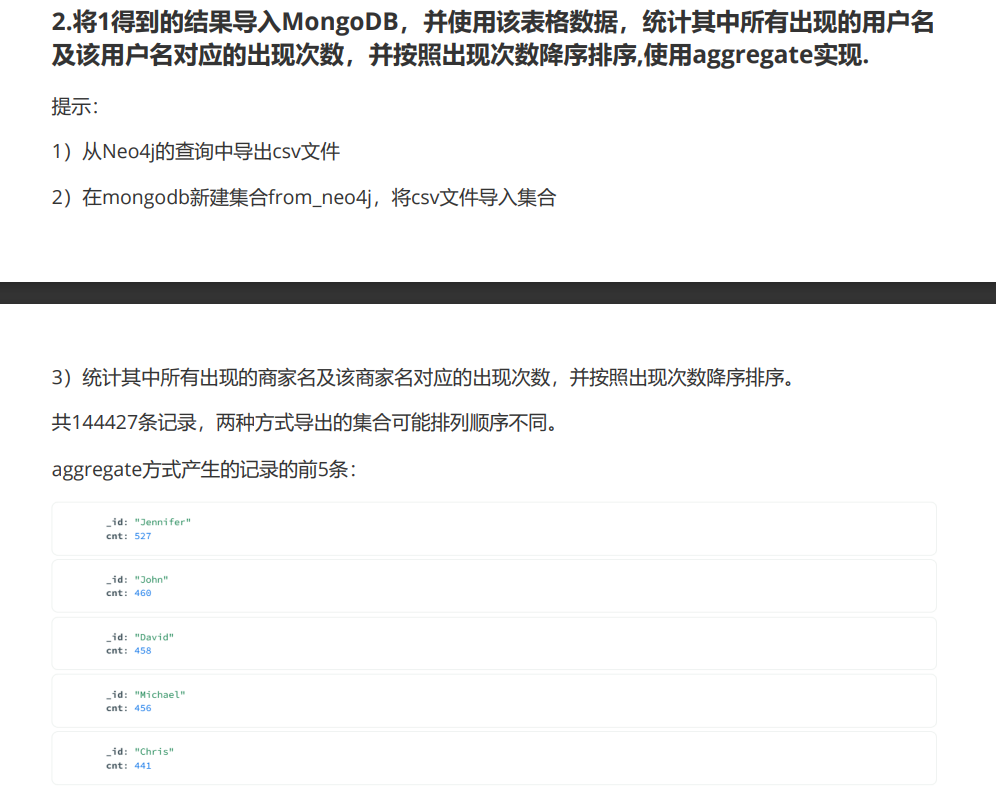 2.将1得到的结果导入MongoDB，并使用该表格数据，统计其中所有出现的用户名
及该用户名对应的出现次数，并按照出现次数降序排序,使用aggregate实现.
提示：
1）从Neo4j的查询中导出csv文件
2）在mongodb新建集合from_neo4j，将csv文件导入集合
3）统计其中所有出现的商家名及该商家名对应的出现次数，并按照出现次数降序排序。
共144427条记录，两种方式导出的集合可能排列顺序不同。
aggregate方式产生的记录的前5条：
_id: "Jennifer"
cnt: 527
_id: "John"
cnt: 460
_id: "David"
cnt: 458
_id: "Michael"
cnt: 456
_id: "Chris"
cnt: 441